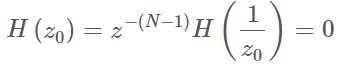 H (z₀) = z⁻⁽ᴺ⁻¹⁾ H (1/z₀) = 0